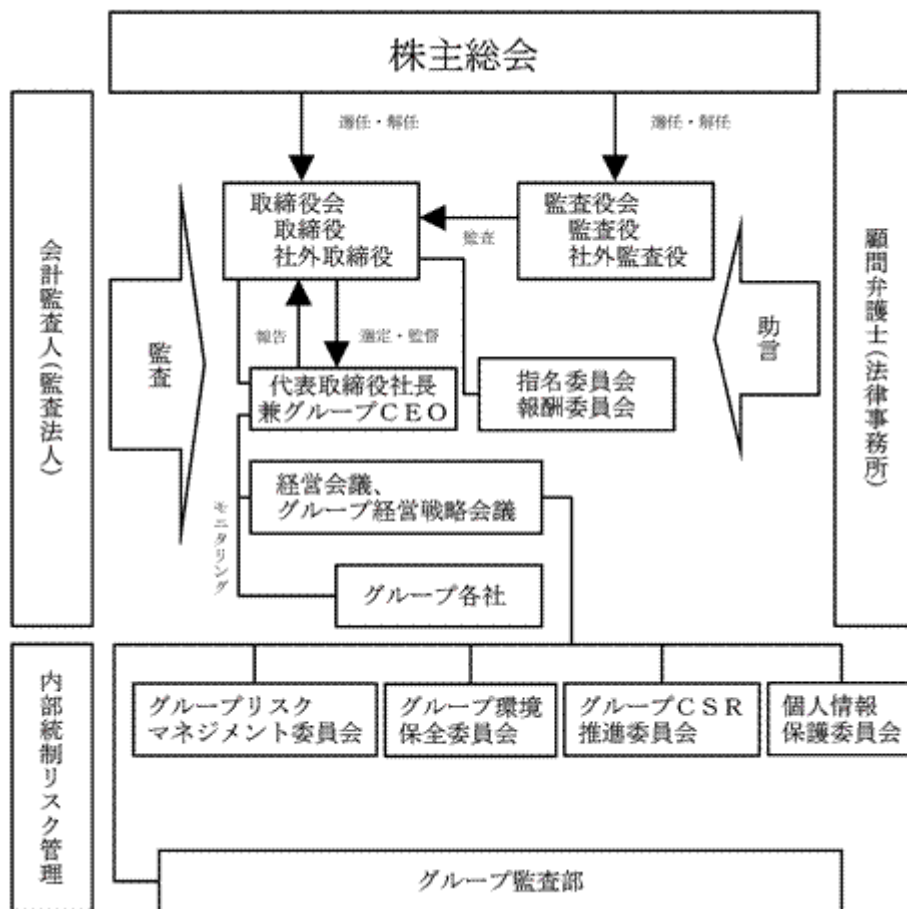 株主総会
選任・解任
選任・解任
会計監査人(監査法人)
監査
取締役会
取締役
社外取締役
監査
監査役会
監査役
社外監査役
助言
顧問弁護士(法律事務所)
報告
選定・監督
代表取締役社長
兼グループCEO
指名委員会
報酬委員会
モニタリング
経営会議、
グループ経営戦略会議
グループ各社
内部統制リスク管理
グループリスク
マネジメント委員会
グループ環境
保全委員会
グループCSR
推進委員会
個人情報
保護委員会
グループ監査部